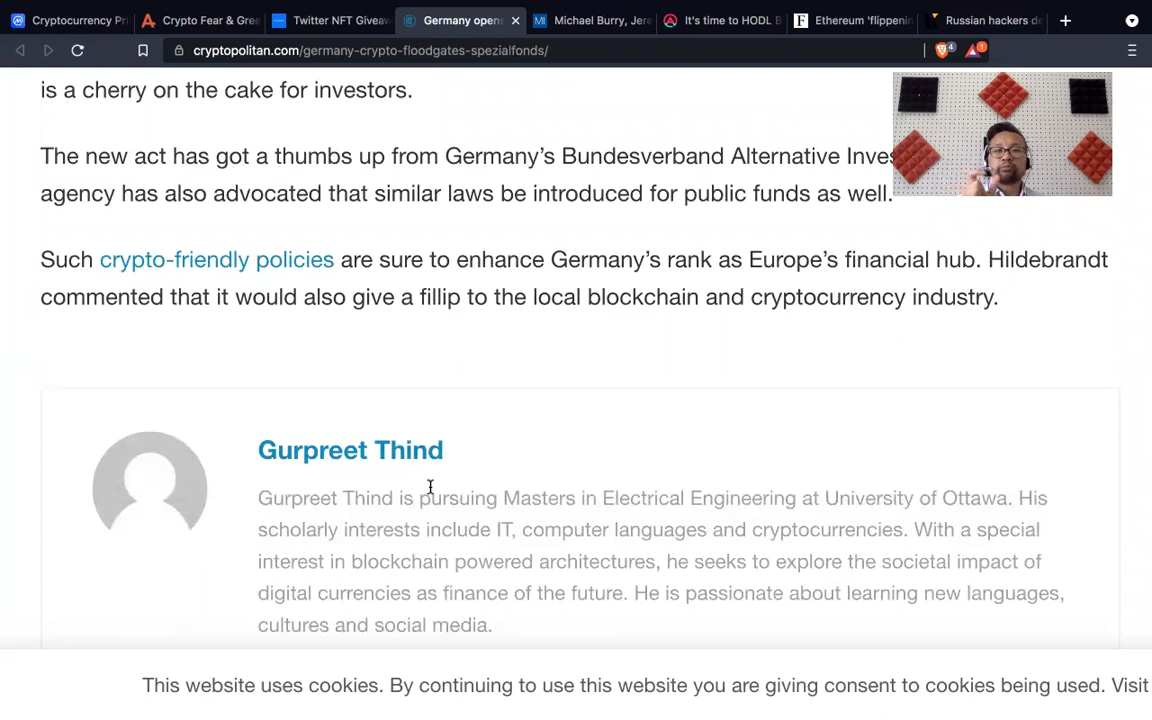 Cryptocurrency Pri
Crypto Fear & Gre
Twitter NFT Giveav
Germany opens
Michael Burry, Jere
It's time to HODL B
Ethereum 'flippenin
Russian hackers de
cryptopolitan.com/germany-crypto-floodgates-spezialfonds/
4
1
is a cherry on the cake for investors.
The new act has got a thumbs up from Germany's Bundesverband Alternative Inves
agency has also advocated that similar laws be introduced for public funds as well.
Such crypto-friendly policies are sure to enhance Germany's rank as Europe's financial hub. Hildebrandt
commented that it would also give a fillip to the local blockchain and cryptocurrency industry.
Gurpreet Thind
Gurpreet Thind is pursuing Masters in Electrical Engineering at University of Ottawa. His
scholarly interests include IT, computer languages and cryptocurrencies. With a special
interest in blockchain powered architectures, he seeks to explore the societal impact of
digital currencies as finance of the future. He is passionate about learning new languages,
cultures and social media.
This website uses cookies. By continuing to use this website you are giving consent to cookies being used. Visit